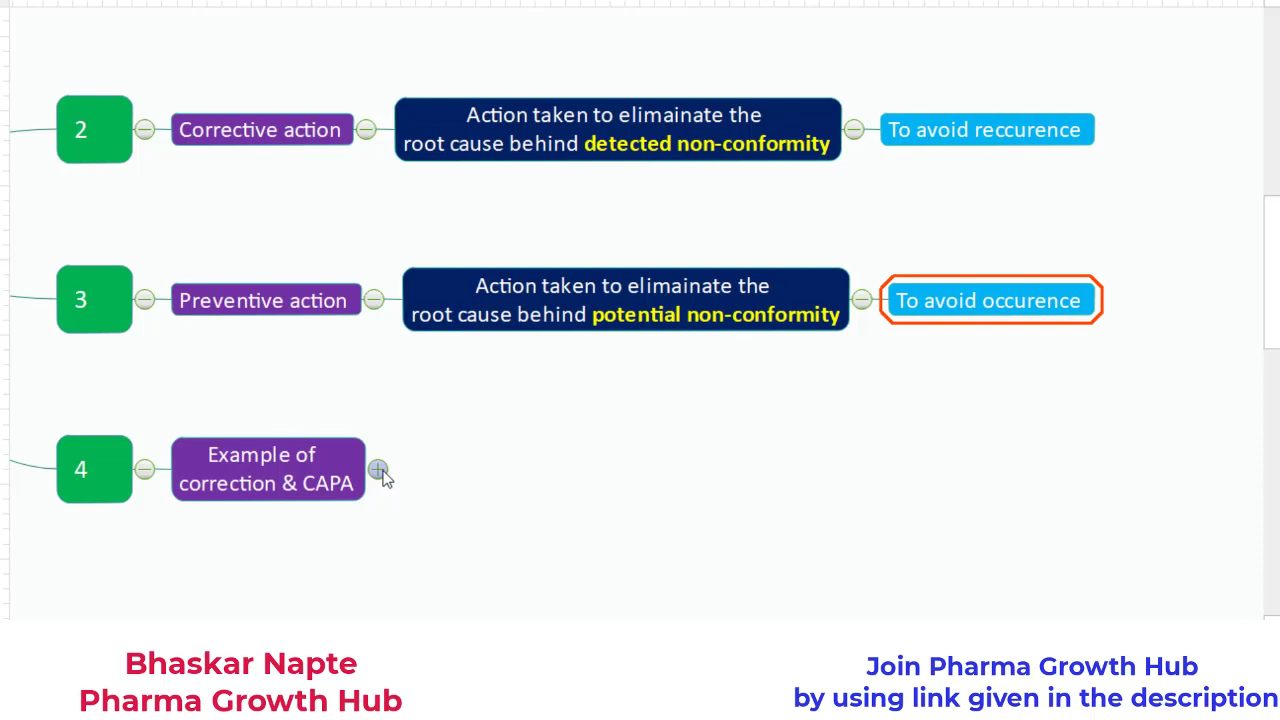 2
Corrective action
Action taken to elimainate the
root cause behind detected non-conformity
To avoid reccurence
3
Preventive action
Action taken to elimainate the
root cause behind potential non-conformity
To avoid occurence
4
Example of
correction & CAPA
Bhaskar Napte
Pharma Growth Hub
Join Pharma Growth Hub
by using link given in the description